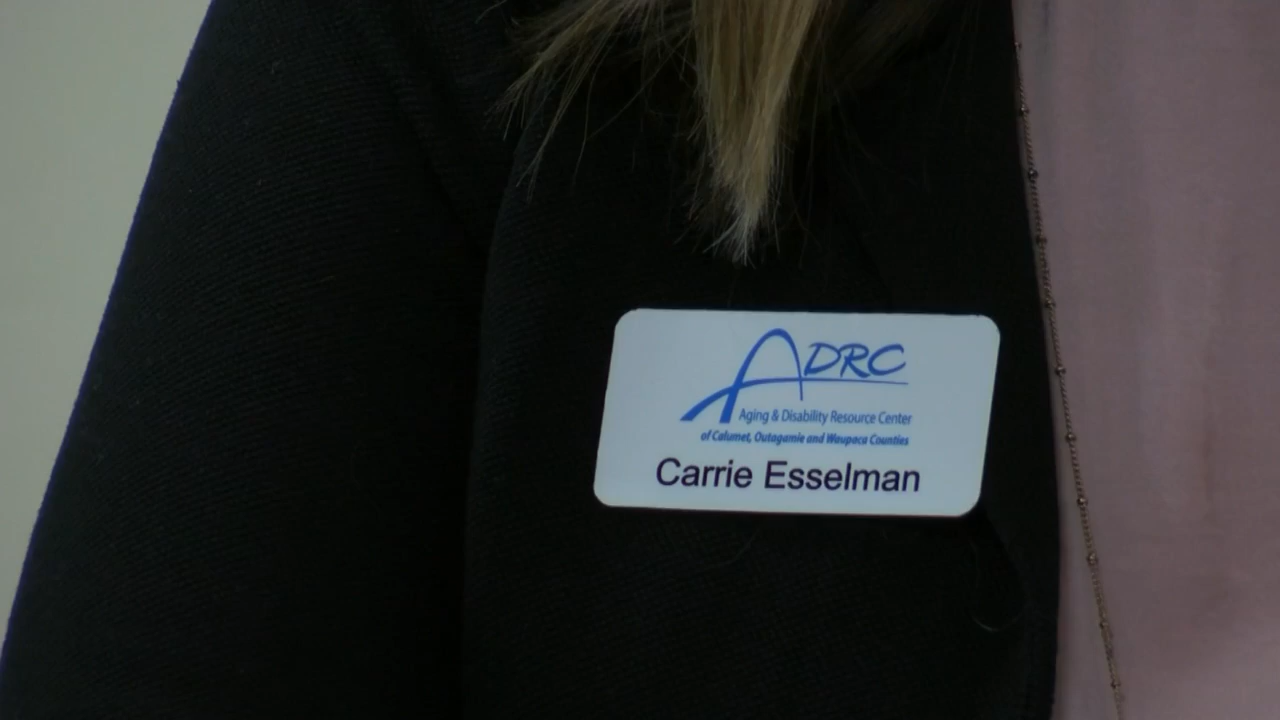 ADRC
Aging & Disability Resource Center
of Calumet, Outagamie and Waupaca Counties
Carrie Esselman